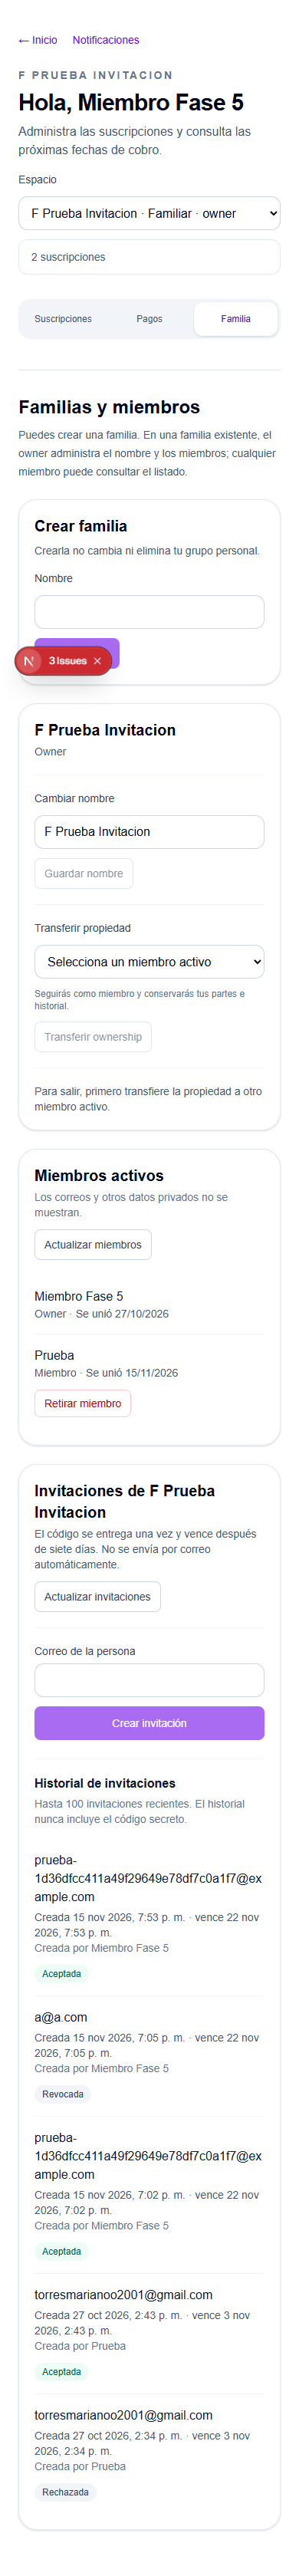 ← Inicio Notificaciones
F PRUEBA INVITACION
Hola, Miembro Fase 5
Administra las suscripciones y consulta las
próximas fechas de cobro.
Espacio
F Prueba Invitacion · Familiar · owner
2 suscripciones
Suscripciones Pagos Familia
Familias y miembros
Puedes crear una familia. En una familia existente, el
owner administra el nombre y los miembros; cualquier
miembro puede consultar el listado.
Crear familia
Crearla no cambia ni elimina tu grupo personal.
Nombre
3 Issues ×
F Prueba Invitacion
Owner
Cambiar nombre
F Prueba Invitacion
Guardar nombre
Transferir propiedad
Selecciona un miembro activo
Seguirás como miembro y conservarás tus partes e
historial.
Transferir ownership
Para salir, primero transfiere la propiedad a otro
miembro activo.
Miembros activos
Los correos y otros datos privados no se
muestran.
Actualizar miembros
Miembro Fase 5
Owner · Se unió 27/10/2026
Prueba
Miembro · Se unió 15/11/2026
Retirar miembro
Invitaciones de F Prueba
Invitacion
El código se entrega una vez y vence después
de siete días. No se envía por correo
automáticamente.
Actualizar invitaciones
Correo de la persona
Crear invitación
Historial de invitaciones
Hasta 100 invitaciones recientes. El historial
nunca incluye el código secreto.
prueba-
1d36dfcc411a49f29649e78df7c0a1f7@ex
ample.com
Creada 15 nov 2026, 7:53 p. m. · vence 22 nov
2026, 7:53 p. m.
Creada por Miembro Fase 5
Aceptada
a@a.com
Creada 15 nov 2026, 7:05 p. m. · vence 22 nov
2026, 7:05 p. m.
Creada por Miembro Fase 5
Revocada
prueba-
1d36dfcc411a49f29649e78df7c0a1f7@ex
ample.com
Creada 15 nov 2026, 7:02 p. m. · vence 22 nov
2026, 7:02 p. m.
Creada por Miembro Fase 5
Aceptada
torresmarianoo2001@gmail.com
Creada 27 oct 2026, 2:43 p. m. · vence 3 nov
2026, 2:43 p. m.
Creada por Prueba
Aceptada
torresmarianoo2001@gmail.com
Creada 27 oct 2026, 2:34 p. m. · vence 3 nov
2026, 2:34 p. m.
Creada por Prueba
Rechazada